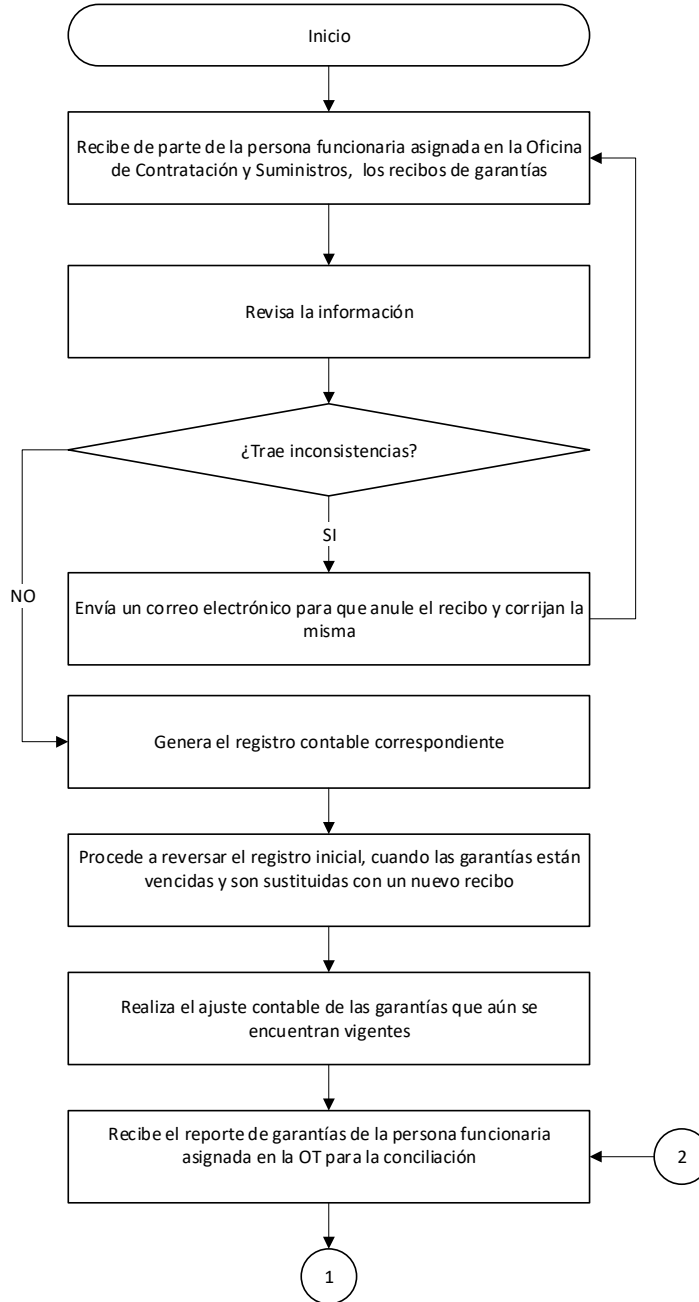 Inicio
Recibe de parte de la persona funcionaria asignada en la Oficina
de Contratación y Suministros, los recibos de garantías
Revisa la información
¿Trae inconsistencias?
SI
NO
Envía un correo electrónico para que anule el recibo y corrijan la
misma
Genera el registro contable correspondiente
Procede a reversar el registro inicial, cuando las garantías están
vencidas y son sustituidas con un nuevo recibo
Realiza el ajuste contable de las garantías que aún se
encuentran vigentes
Recibe el reporte de garantías de la persona funcionaria
asignada en la OT para la conciliación
2
1